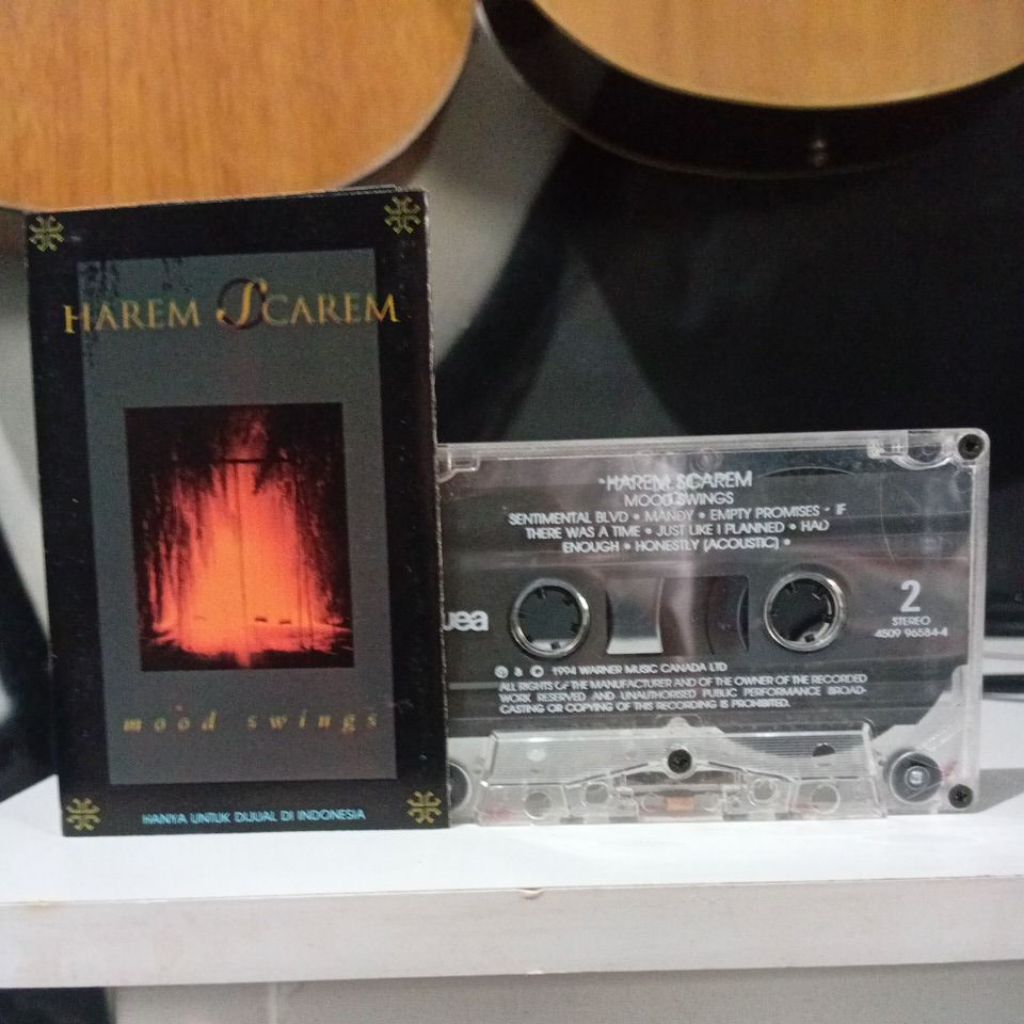 HAREM SCAREM
mood swings
HANYA UNTUK DIJUAL DI INDONESIA
HAREM SCAREM
MOOD SWINGS
SENTIMENTAL BLVD • MANDY • EMPTY PROMISES • IF
THERE WAS A TIME • JUST LIKE I PLANNED • HAD
ENOUGH • HONESTLY (ACOUSTIC) •
wea
2
STEREO
4509 96584-4
℗ & © 1994 WARNER MUSIC CANADA LTD
ALL RIGHTS OF THE MANUFACTURER AND OF THE OWNER OF THE RECORDED
WORK RESERVED AND UNAUTHORISED PUBLIC PERFORMANCE BROAD-
CASTING OR COPYING OF THIS RECORDING IS PROHIBITED.